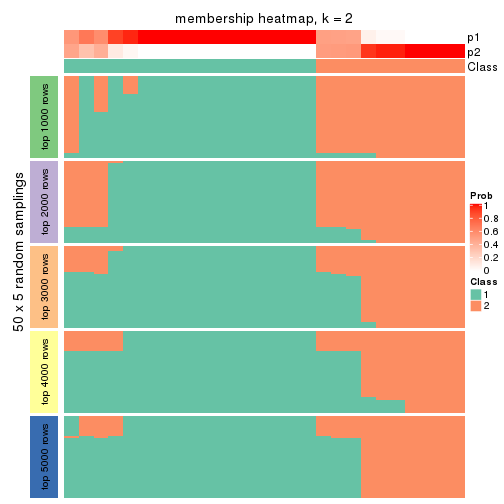 membership heatmap, k = 2
p1
p2
Class
50 x 5 random samplings
top 1000 rows
top 2000 rows
top 3000 rows
top 4000 rows
top 5000 rows
Prob
1
0.8
0.6
0.4
0.2
0
Class
1
2